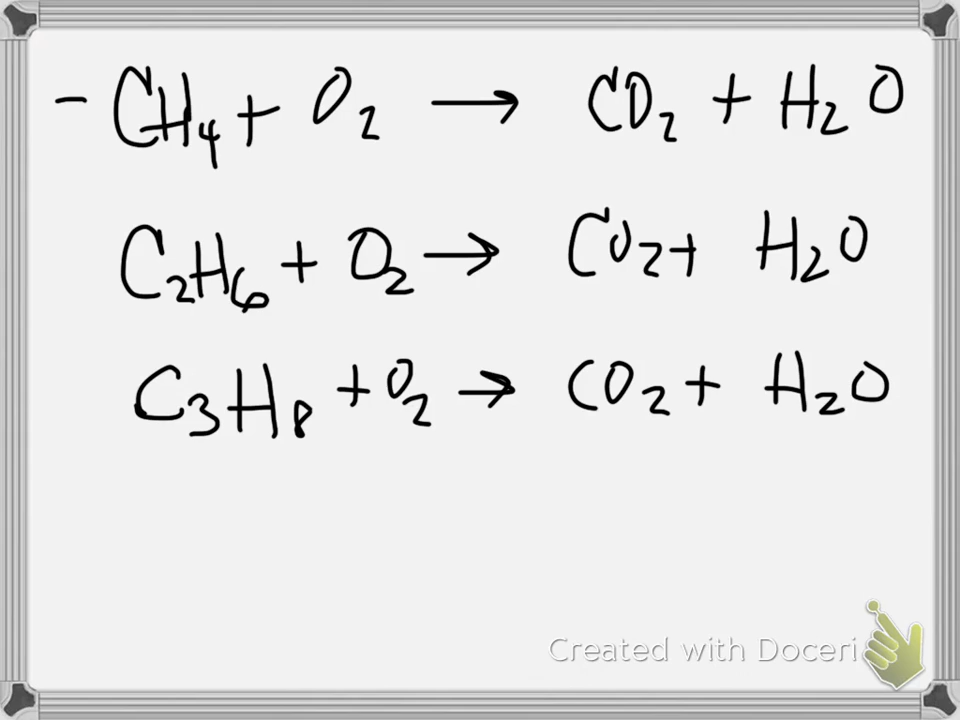 - CH₄ + O₂ → CO₂ + H₂O
C₂H₆ + O₂ → CO₂ + H₂O
C₃H₈ + O₂ → CO₂ + H₂O
Created with Doceri